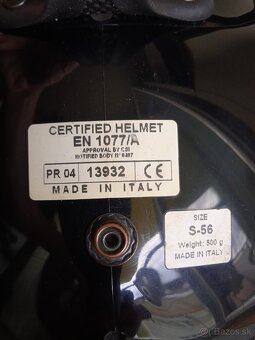 CERTIFIED HELMET
EN 1077/A
APPROVAL BY CSI
NOTIFIED BODY N° 0497
PR 04 13932 CE
MADE IN ITALY
SIZE
S-56
Weight: 500 g
MADE IN ITALY
bazos.sk